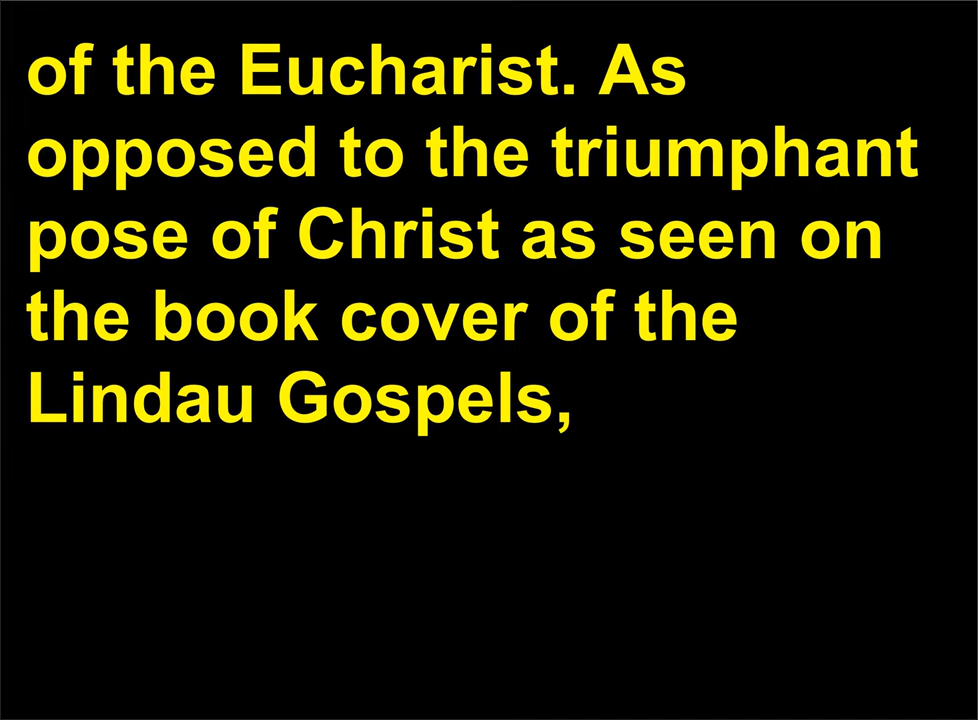 of the Eucharist. As
opposed to the triumphant
pose of Christ as seen on
the book cover of the
Lindau Gospels,